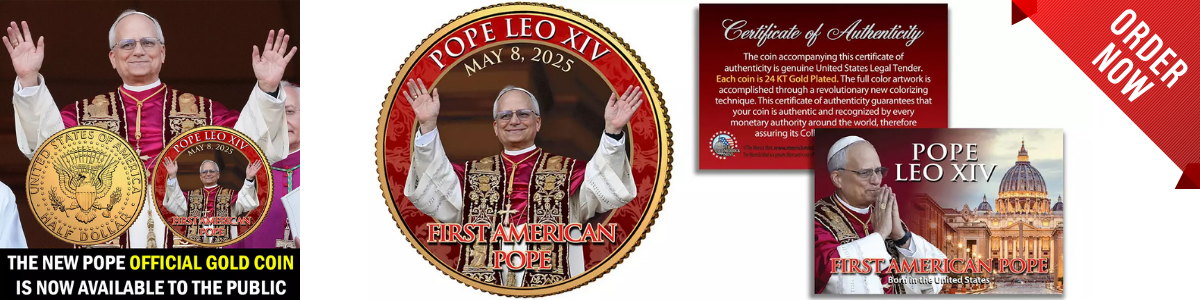 UNITED STATES OF AMERICA
HALF DOLLAR
POPE LEO XIV
MAY 8, 2025
FIRST AMERICAN
POPE
THE NEW POPE OFFICIAL GOLD COIN
IS NOW AVAILABLE TO THE PUBLIC
POPE LEO XIV
MAY 8, 2025
FIRST AMERICAN
POPE
Certificate of Authenticity
The coin accompanying this certificate of
authenticity is genuine United States Legal Tender.
Each coin is 24 KT Gold Plated. The full color artwork is
accomplished through a revolutionary new colorizing
technique. This certificate of authenticity guarantees that
your coin is authentic and recognized by every
monetary authority around the world, therefore
assuring its Coll
POPE
LEO XIV
FIRST AMERICAN POPE
Born in the United States
ORDER
NOW